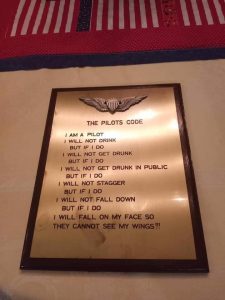 THE PILOTS CODE
I AM A PILOT
I WILL NOT DRINK
BUT IF I DO
I WILL NOT GET DRUNK
BUT IF I DO
I WILL NOT GET DRUNK IN PUBLIC
BUT IF I DO
I WILL NOT STAGGER
BUT IF I DO
I WILL NOT FALL DOWN
BUT IF I DO
I WILL FALL ON MY FACE SO
THEY CANNOT SEE MY WINGS!!!